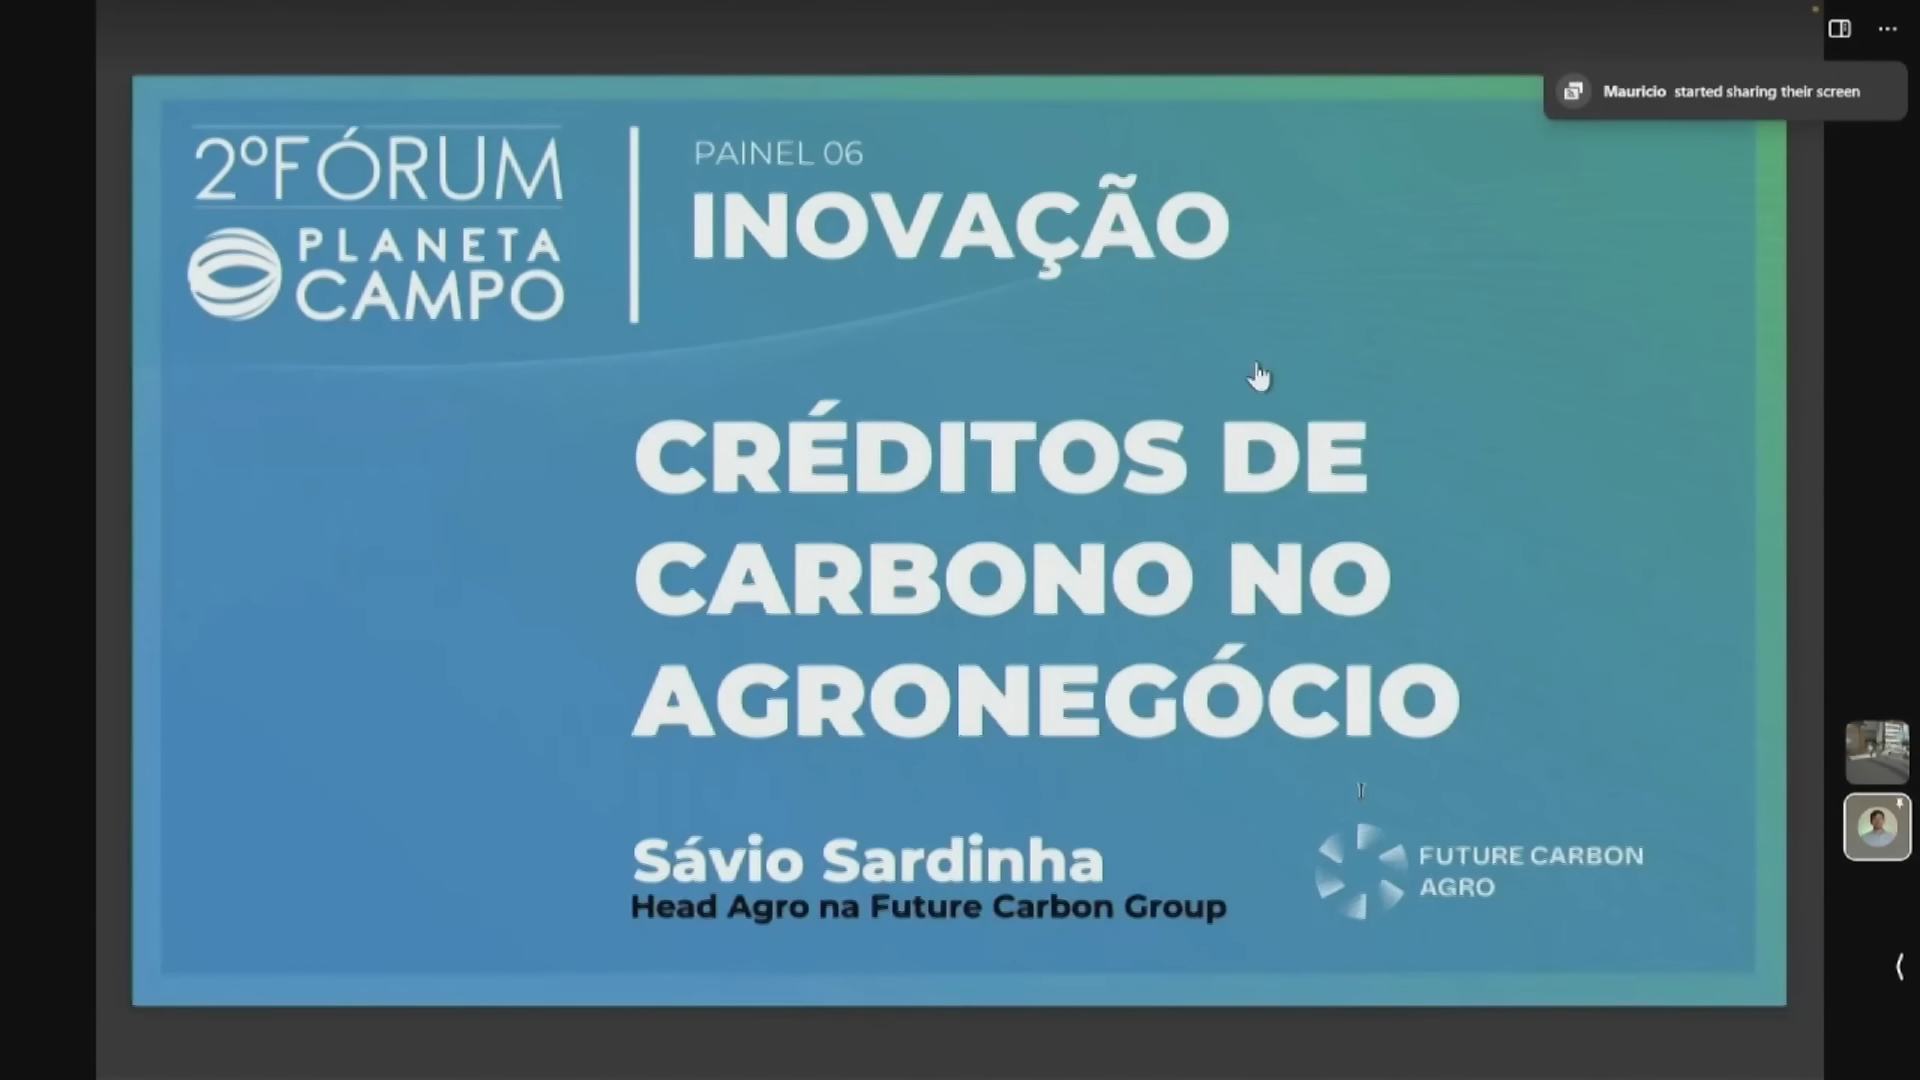 Mauricio started sharing their screen
2ºFÓRUM
PLANETA
CAMPO
PAINEL 06
INOVAÇÃO
CRÉDITOS DE
CARBONO NO
AGRONEGÓCIO
Sávio Sardinha
Head Agro na Future Carbon Group
FUTURE CARBON
AGRO